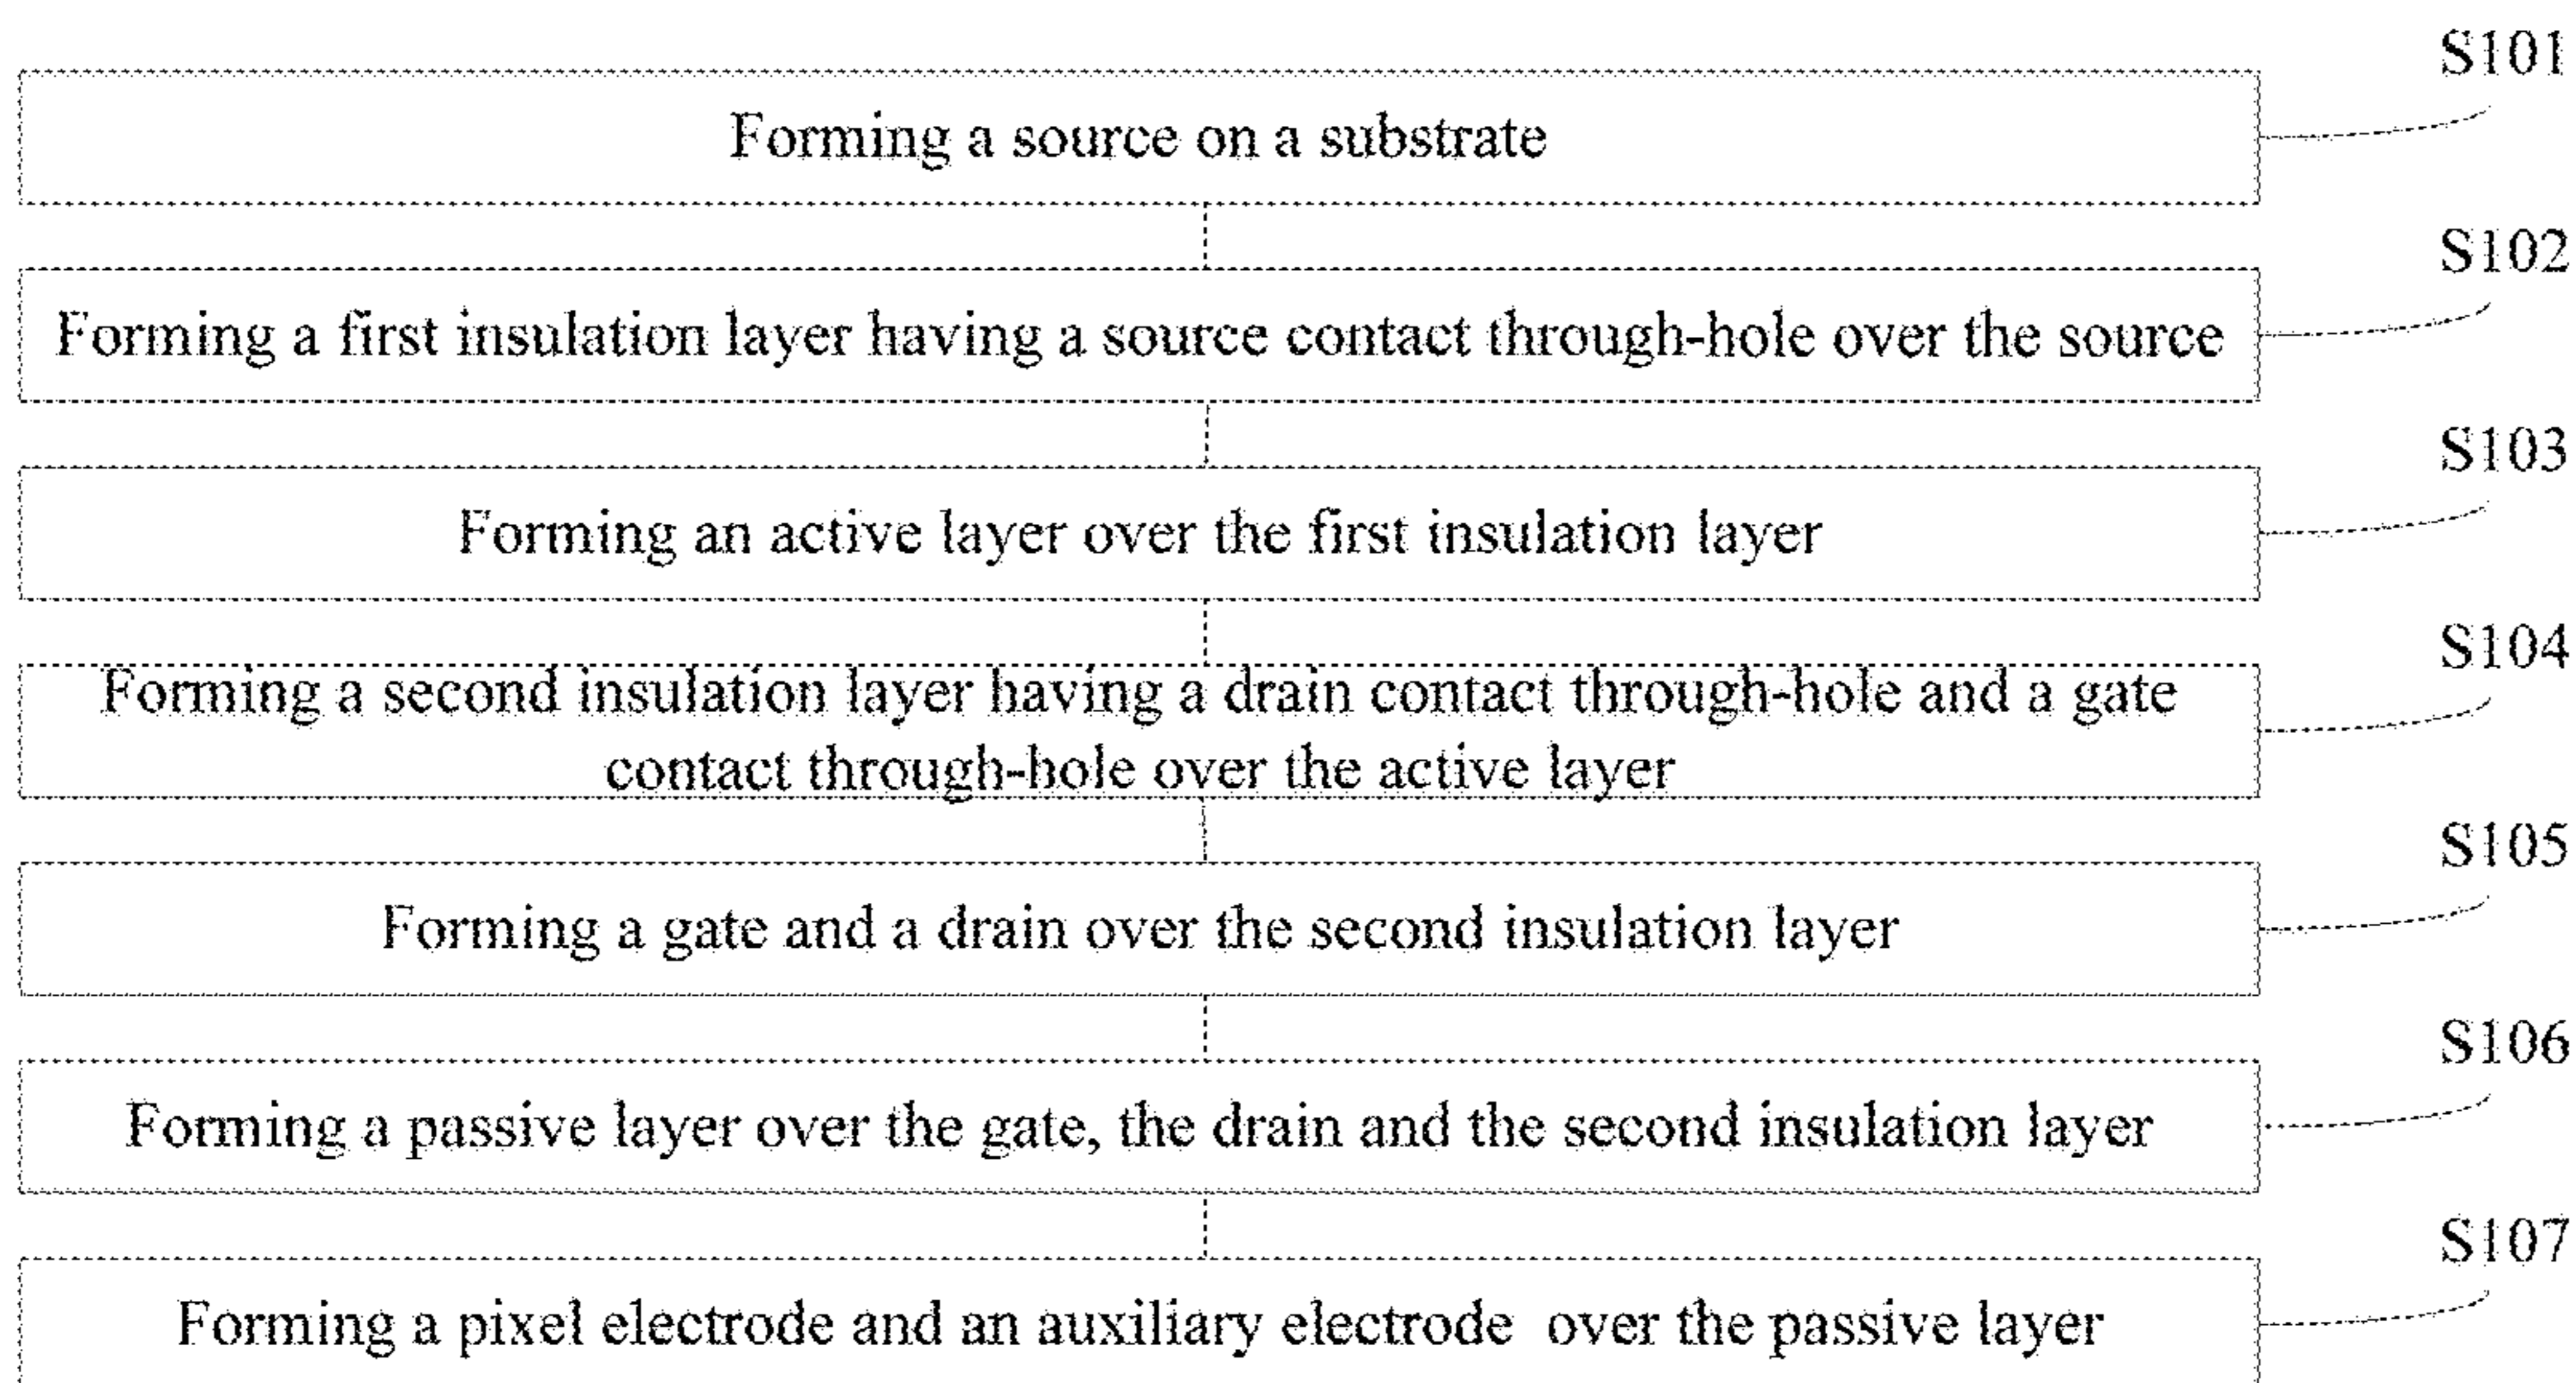 S101
Forming a source on a substrate
S102
Forming a first insulation layer having a source contact through-hole over the source
S103
Forming an active layer over the first insulation layer
S104
Forming a second insulation layer having a drain contact through-hole and a gate
contact through-hole over the active layer
S105
Forming a gate and a drain over the second insulation layer
S106
Forming a passive layer over the gate, the drain and the second insulation layer
S107
Forming a pixel electrode and an auxiliary electrode over the passive layer